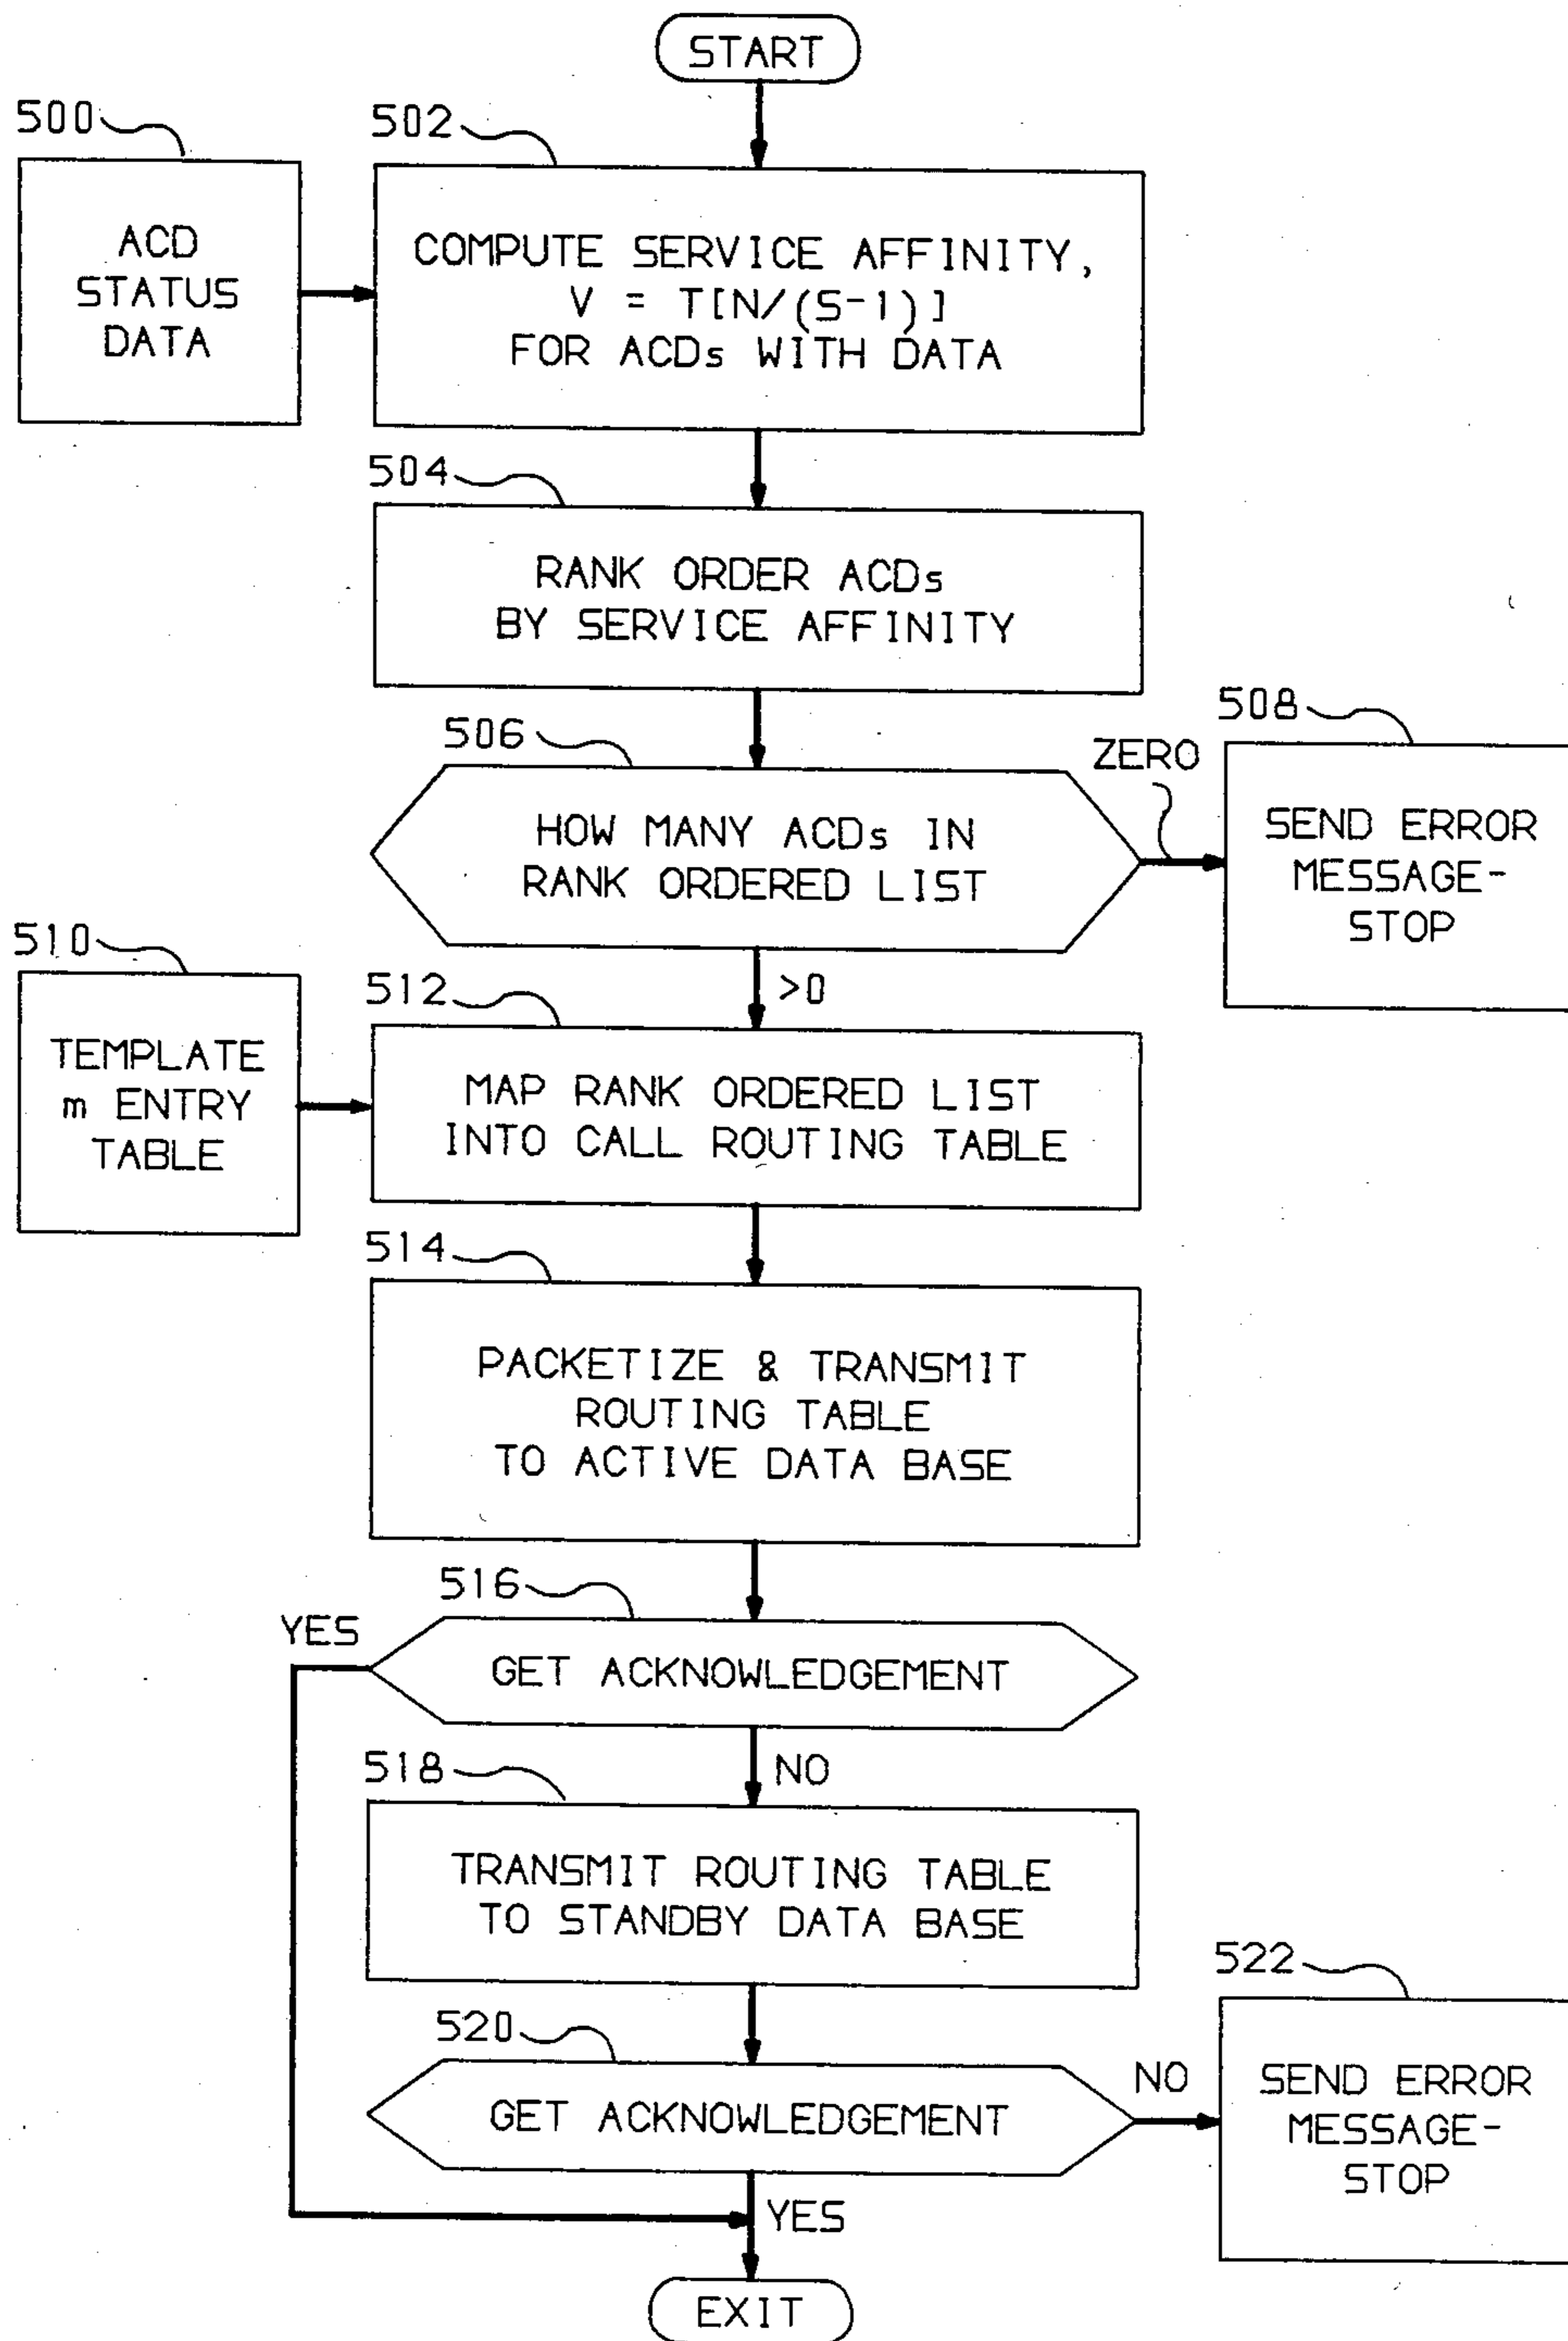 START
500
502
ACD
STATUS
DATA
COMPUTE SERVICE AFFINITY,
V = T[N/(S-1)]
FOR ACDs WITH DATA
504
RANK ORDER ACDs
BY SERVICE AFFINITY
506
HOW MANY ACDs IN
RANK ORDERED LIST
ZERO
508
SEND ERROR
MESSAGE-
STOP
>0
510
TEMPLATE
m ENTRY
TABLE
512
MAP RANK ORDERED LIST
INTO CALL ROUTING TABLE
514
PACKETIZE & TRANSMIT
ROUTING TABLE
TO ACTIVE DATA BASE
516
YES
GET ACKNOWLEDGEMENT
NO
518
TRANSMIT ROUTING TABLE
TO STANDBY DATA BASE
520
GET ACKNOWLEDGEMENT
NO
522
SEND ERROR
MESSAGE-
STOP
YES
EXIT